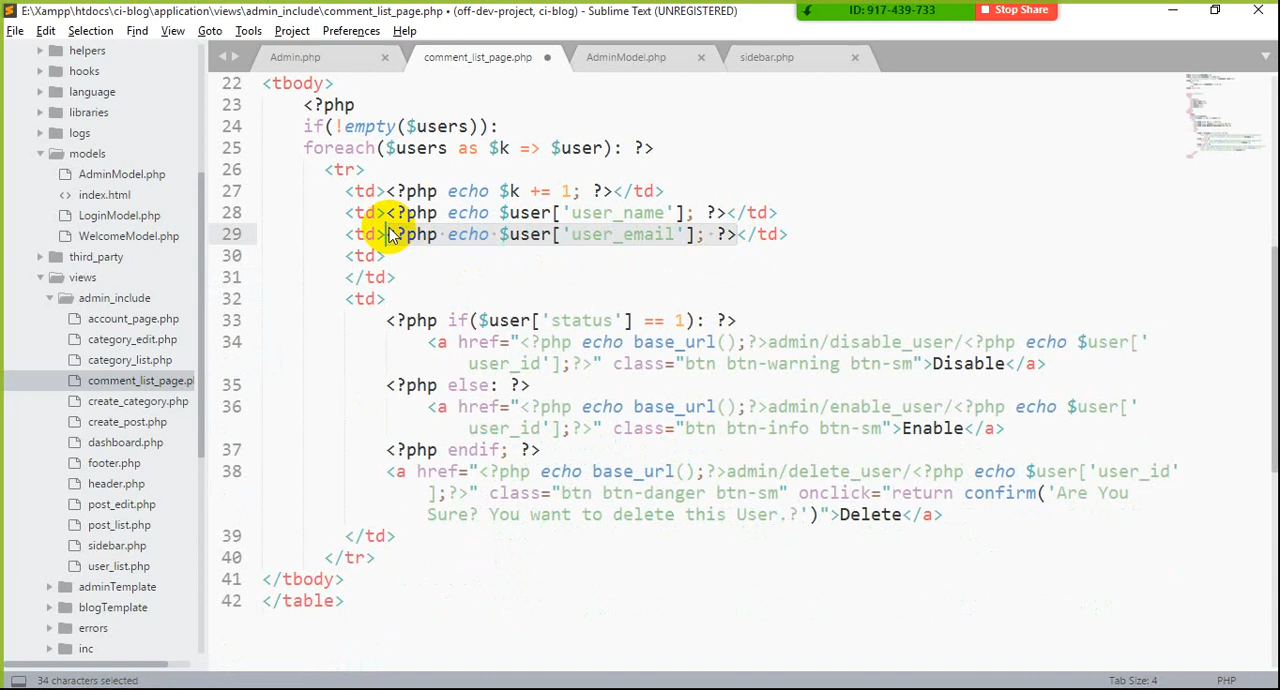 E:\Xampp\htdocs\ci-blog\application\views\admin_include\comment_list_page.php • (off-dev-project, ci-blog) - Sublime Text (UNREGISTERED)
ID: 917-439-733
Stop Share
File Edit Selection Find View Goto Tools Project Preferences Help
helpers
hooks
language
libraries
logs
models
AdminModel.php
index.html
LoginModel.php
WelcomeModel.php
third_party
views
admin_include
account_page.php
category_edit.php
category_list.php
comment_list_page.pl
create_category.php
create_post.php
dashboard.php
footer.php
header.php
post_edit.php
post_list.php
sidebar.php
user_list.php
adminTemplate
blogTemplate
errors
inc
Admin.php
comment_list_page.php
AdminModel.php
sidebar.php
22 <tbody>
23 <?php
24 if(!empty($users)):
25 foreach($users as $k => $user): ?>
26 <tr>
27 <td><?php echo $k += 1; ?></td>
28 <td><?php echo $user['user_name']; ?></td>
29 <td><?php echo $user['user_email']; ?></td>
30 <td>
31 </td>
32 <td>
33 <?php if($user['status'] == 1): ?>
34 <a href="<?php echo base_url();?>admin/disable_user/<?php echo $user['
user_id'];?>" class="btn btn-warning btn-sm">Disable</a>
35 <?php else: ?>
36 <a href="<?php echo base_url();?>admin/enable_user/<?php echo $user['
user_id'];?>" class="btn btn-info btn-sm">Enable</a>
37 <?php endif; ?>
38 <a href="<?php echo base_url();?>admin/delete_user/<?php echo $user['user_id'
];?>" class="btn btn-danger btn-sm" onclick="return confirm('Are You
Sure? You want to delete this User.?')">Delete</a>
39 </td>
40 </tr>
41 </tbody>
42 </table>
34 characters selected
Tab Size: 4
PHP